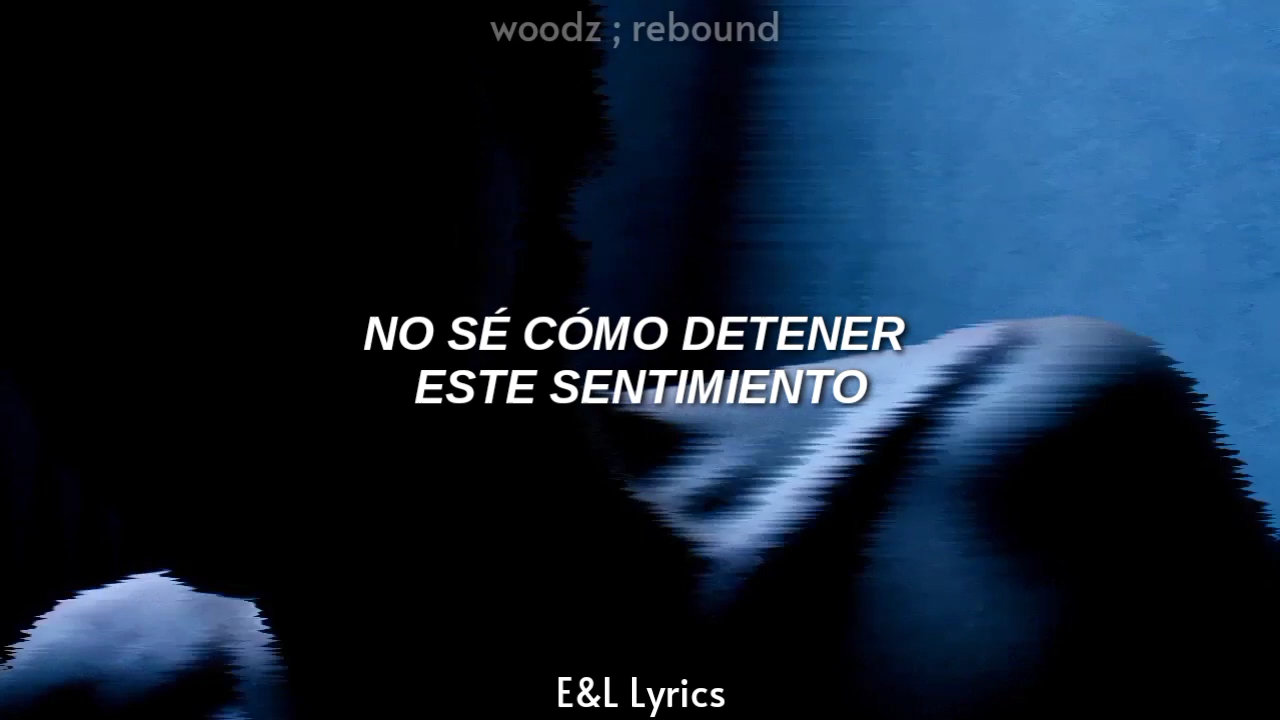 woodz ; rebound
NO SÉ CÓMO DETENER
ESTE SENTIMIENTO
E&L Lyrics